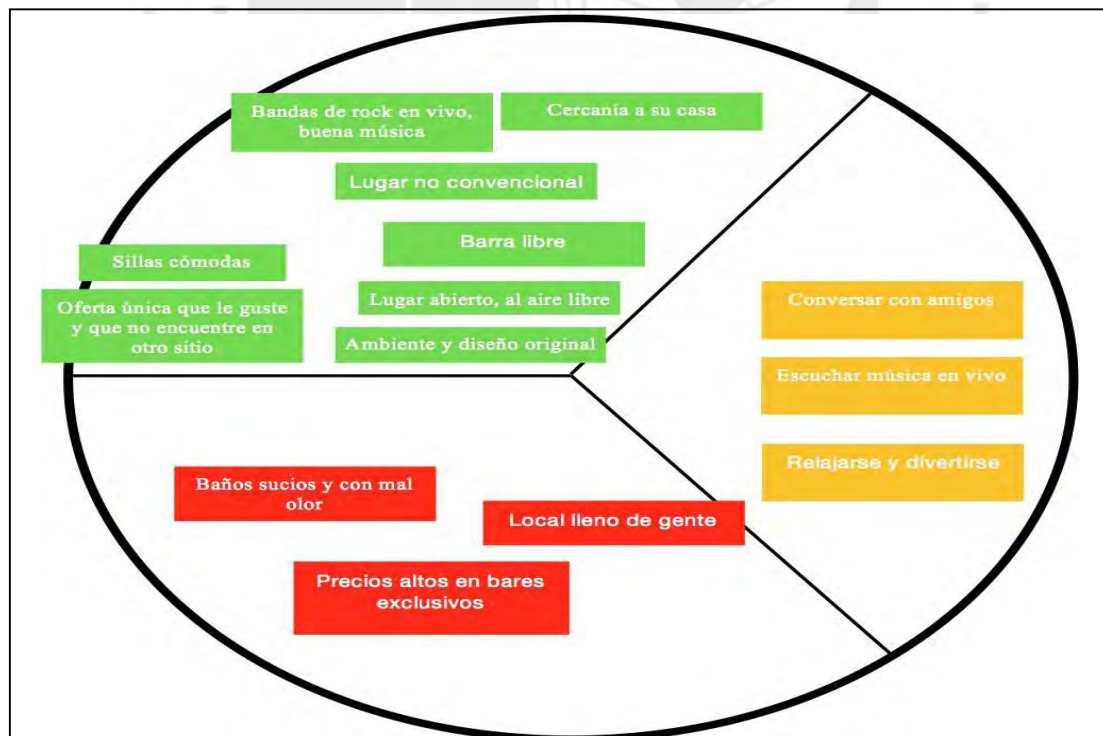 Bandas de rock en vivo,
buena música
Cercania a su casa
Lugar no convencional
Barra libre
Sillas cómodas
Oferta única que le guste
y que no encuentre en
otro sitio
Lugar abierto, al aire libre
Ambiente y diseño original
Conversar con amigos
Escuchar música en vivo
Relajarse y divertirse
Baños sucios y con mal
olor
Local lleno de gente
Precios altos en bares
exclusivos